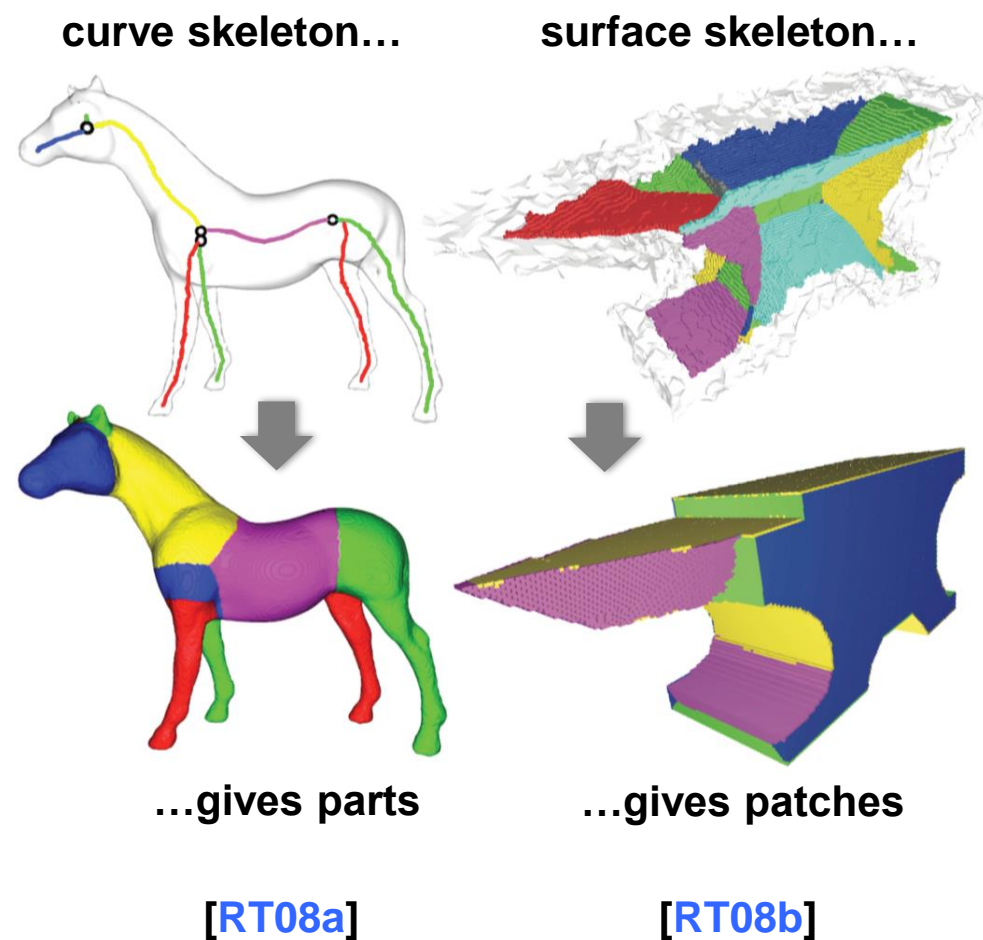 curve skeleton…
surface skeleton…
…gives parts
…gives patches
[RT08a]
[RT08b]